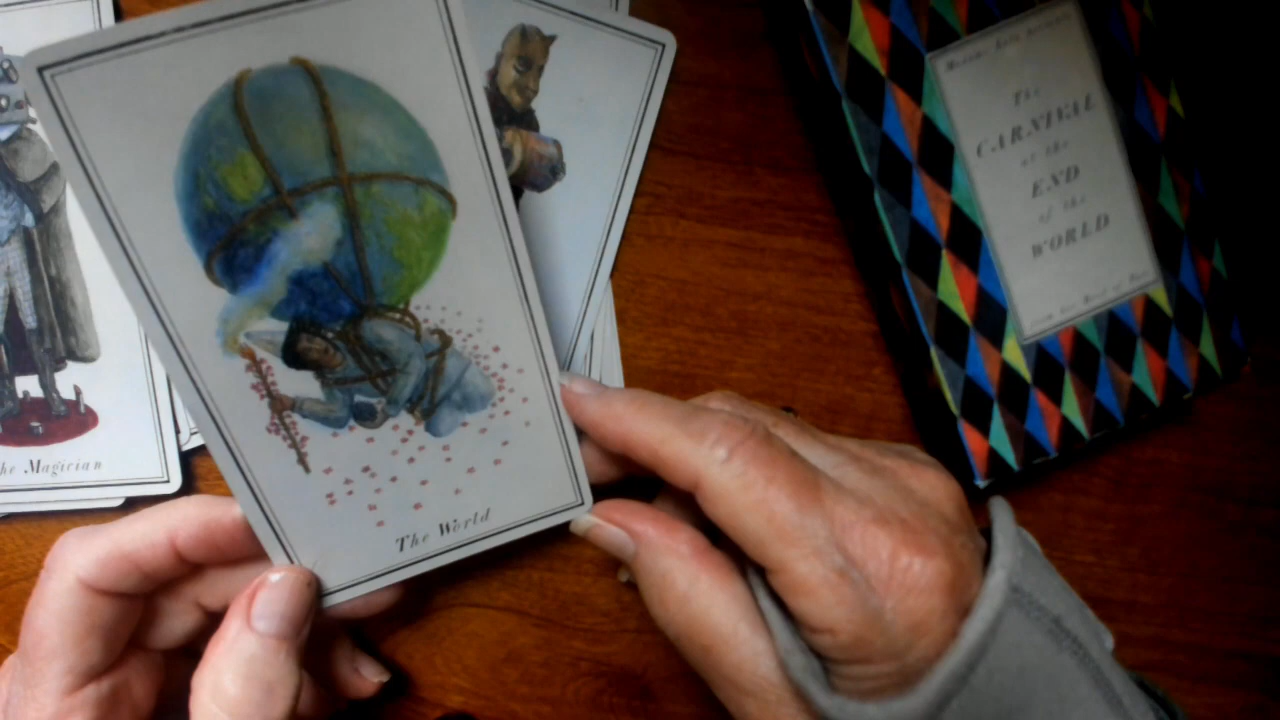 The World
he Magician
The
CARNIVAL
at the
END
of the
WORLD